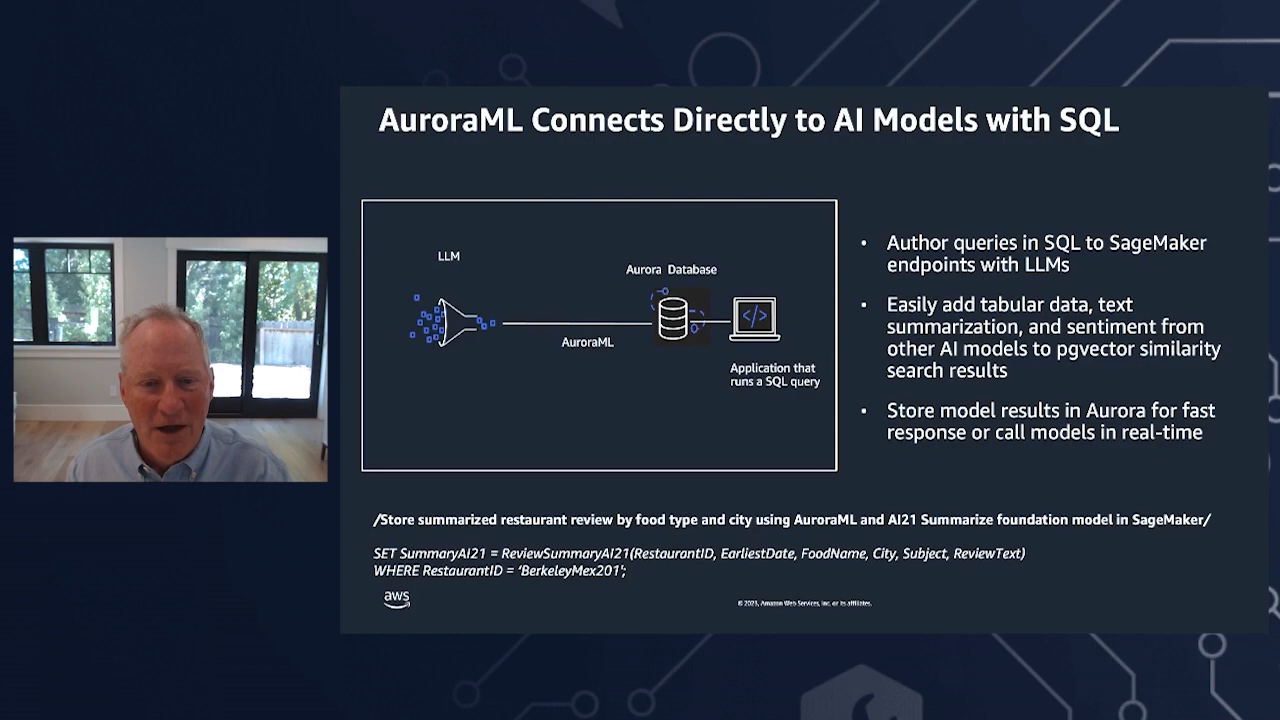 AuroraML Connects Directly to AI Models with SQL
LLM
Aurora Database
</>
AuroraML
Application that
runs a SQL query
• Author queries in SQL to SageMaker
endpoints with LLMs
• Easily add tabular data, text
summarization, and sentiment from
other AI models to pgvector similarity
search results
• Store model results in Aurora for fast
response or call models in real-time
/Store summarized restaurant review by food type and city using AuroraML and AI21 Summarize foundation model in SageMaker/
SET SummaryAI21 = ReviewSummaryAI21(RestaurantID, EarliestDate, FoodName, City, Subject, ReviewText)
WHERE RestaurantID = ‘BerkeleyMex201’;
aws
© 2023, Amazon Web Services, Inc. or its affiliates.